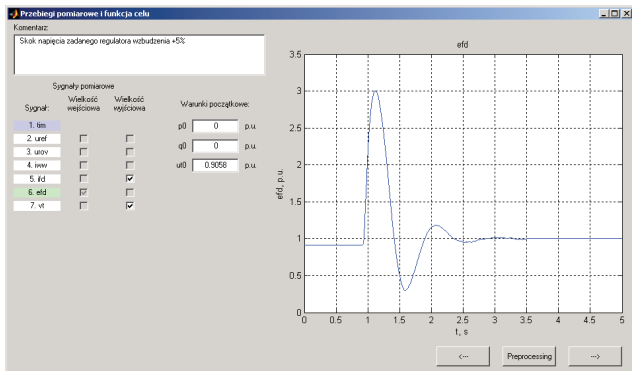 Przebiegi pomiarowe i funkcja celu
Komentarz:
Skok napięcia zadanego regulatora wzbudzenia +5%
Sygnały pomiarowe
Sygnał:
Wielkość wejściowa
Wielkość wyjściowa
1. tim
2. uref
3. urov
4. iww
5. ifd
6. efd
7. vt
Warunki początkowe:
p0 0 p.u.
q0 0 p.u.
ut0 0.9058 p.u.
efd
efd, p.u.
3.5
3
2.5
2
1.5
1
0.5
0
0 0.5 1 1.5 2 2.5 3 3.5 4 4.5 5
t, s
<---
Preprocessing
--->